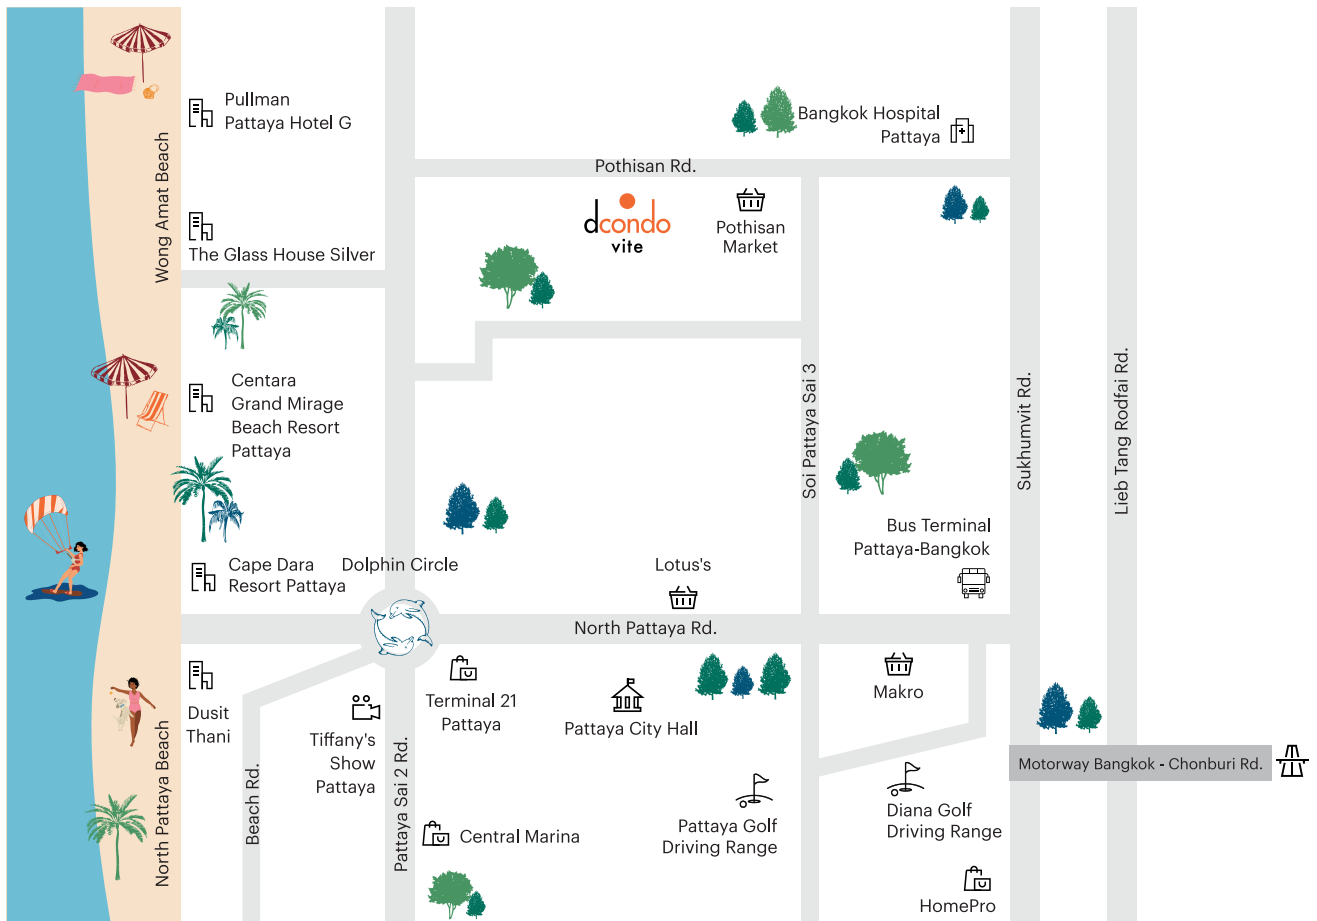 Pullman
Pattaya Hotel G
Bangkok Hospital
Pattaya
Wong Amat Beach
Pothisan Rd.
dcondo
vite
Pothisan
Market
The Glass House Silver
Centara
Grand Mirage
Beach Resort
Pattaya
Soi Pattaya Sai 3
Sukhumvit Rd.
Lieb Tang Rodfai Rd.
Bus Terminal
Pattaya-Bangkok
Cape Dara
Resort Pattaya
Dolphin Circle
Lotus's
North Pattaya Rd.
Dusit
Thani
Terminal 21
Pattaya
Pattaya City Hall
Makro
Tiffany's
Show
Pattaya
North Pattaya Beach
Beach Rd.
Pattaya Sai 2 Rd.
Motorway Bangkok - Chonburi Rd.
Central Marina
Pattaya Golf
Driving Range
Diana Golf
Driving Range
HomePro